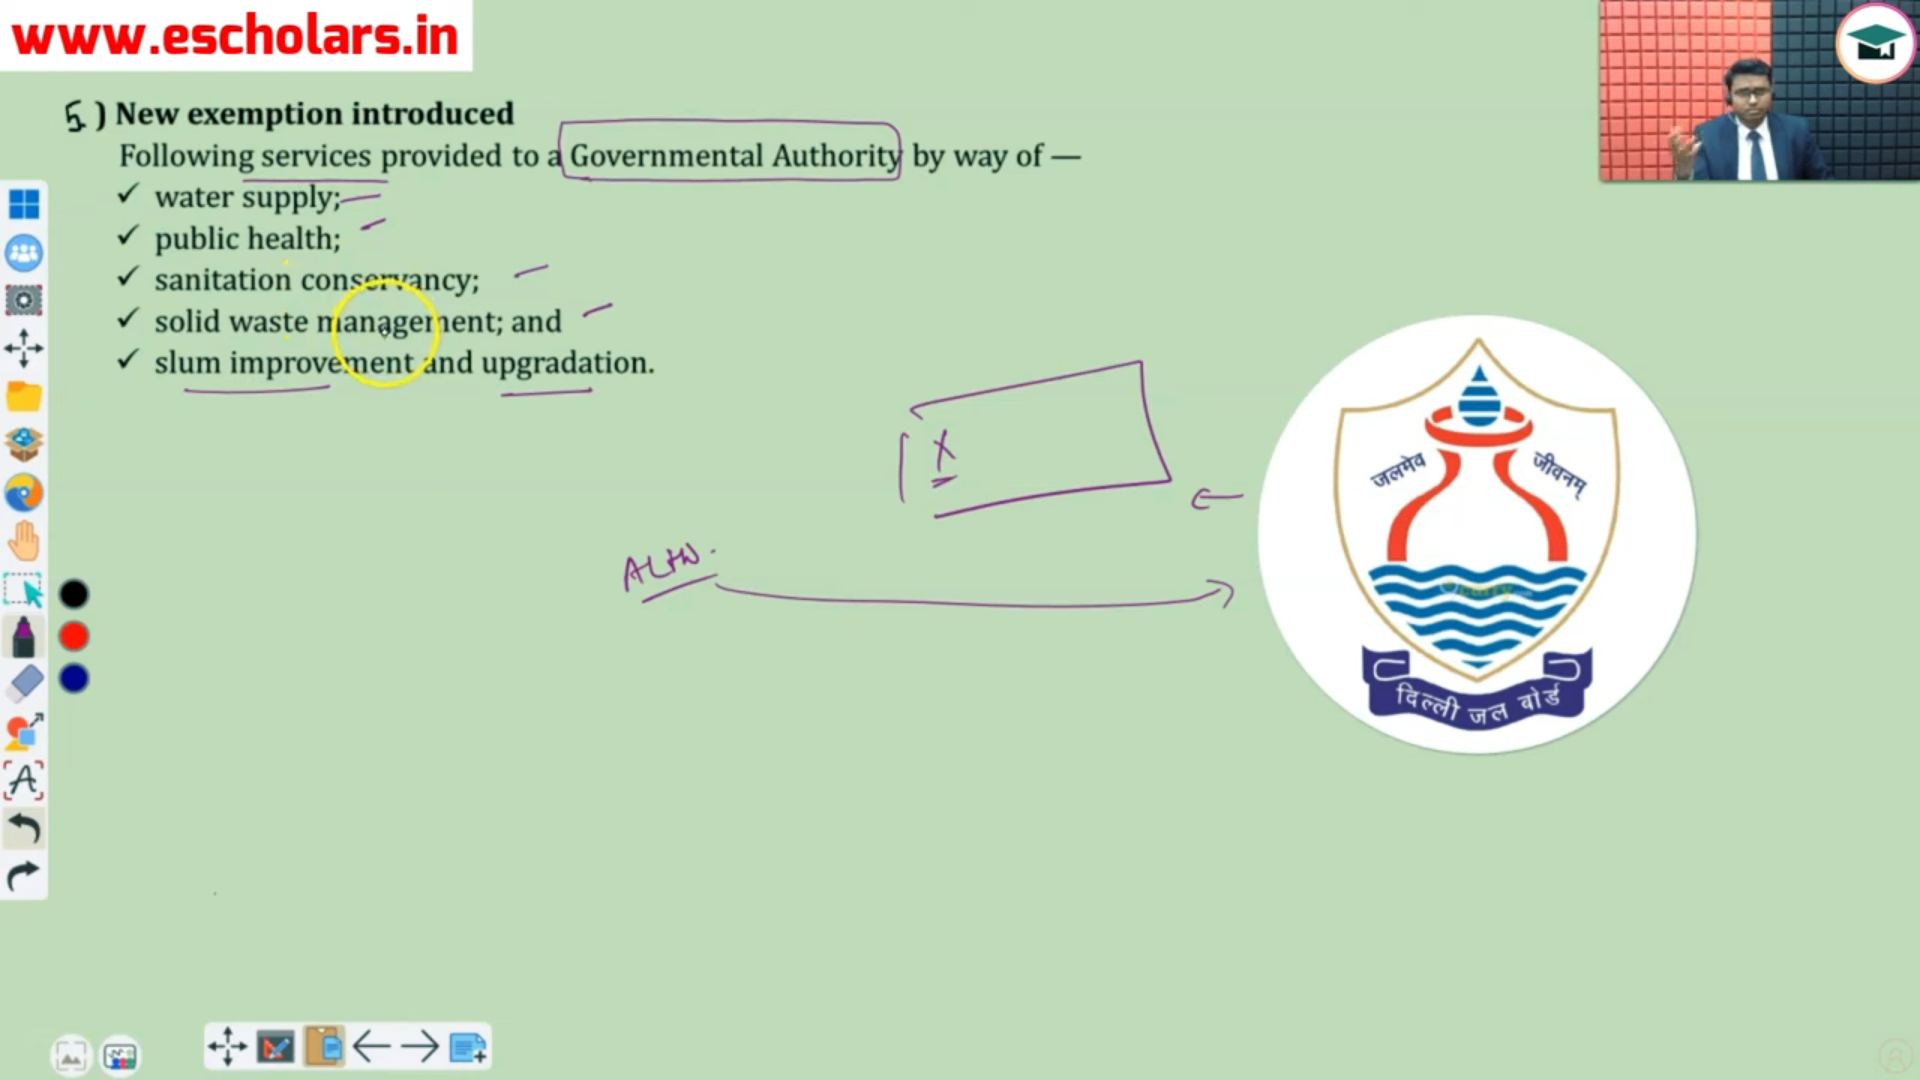 www.escholars.in
5.) New exemption introduced
Following services provided to a Governmental Authority by way of —
✓ water supply;
✓ public health;
✓ sanitation conservancy;
✓ solid waste management; and
✓ slum improvement and upgradation.
X
जलमेव जीवनम्
दिल्ली जल बोर्ड